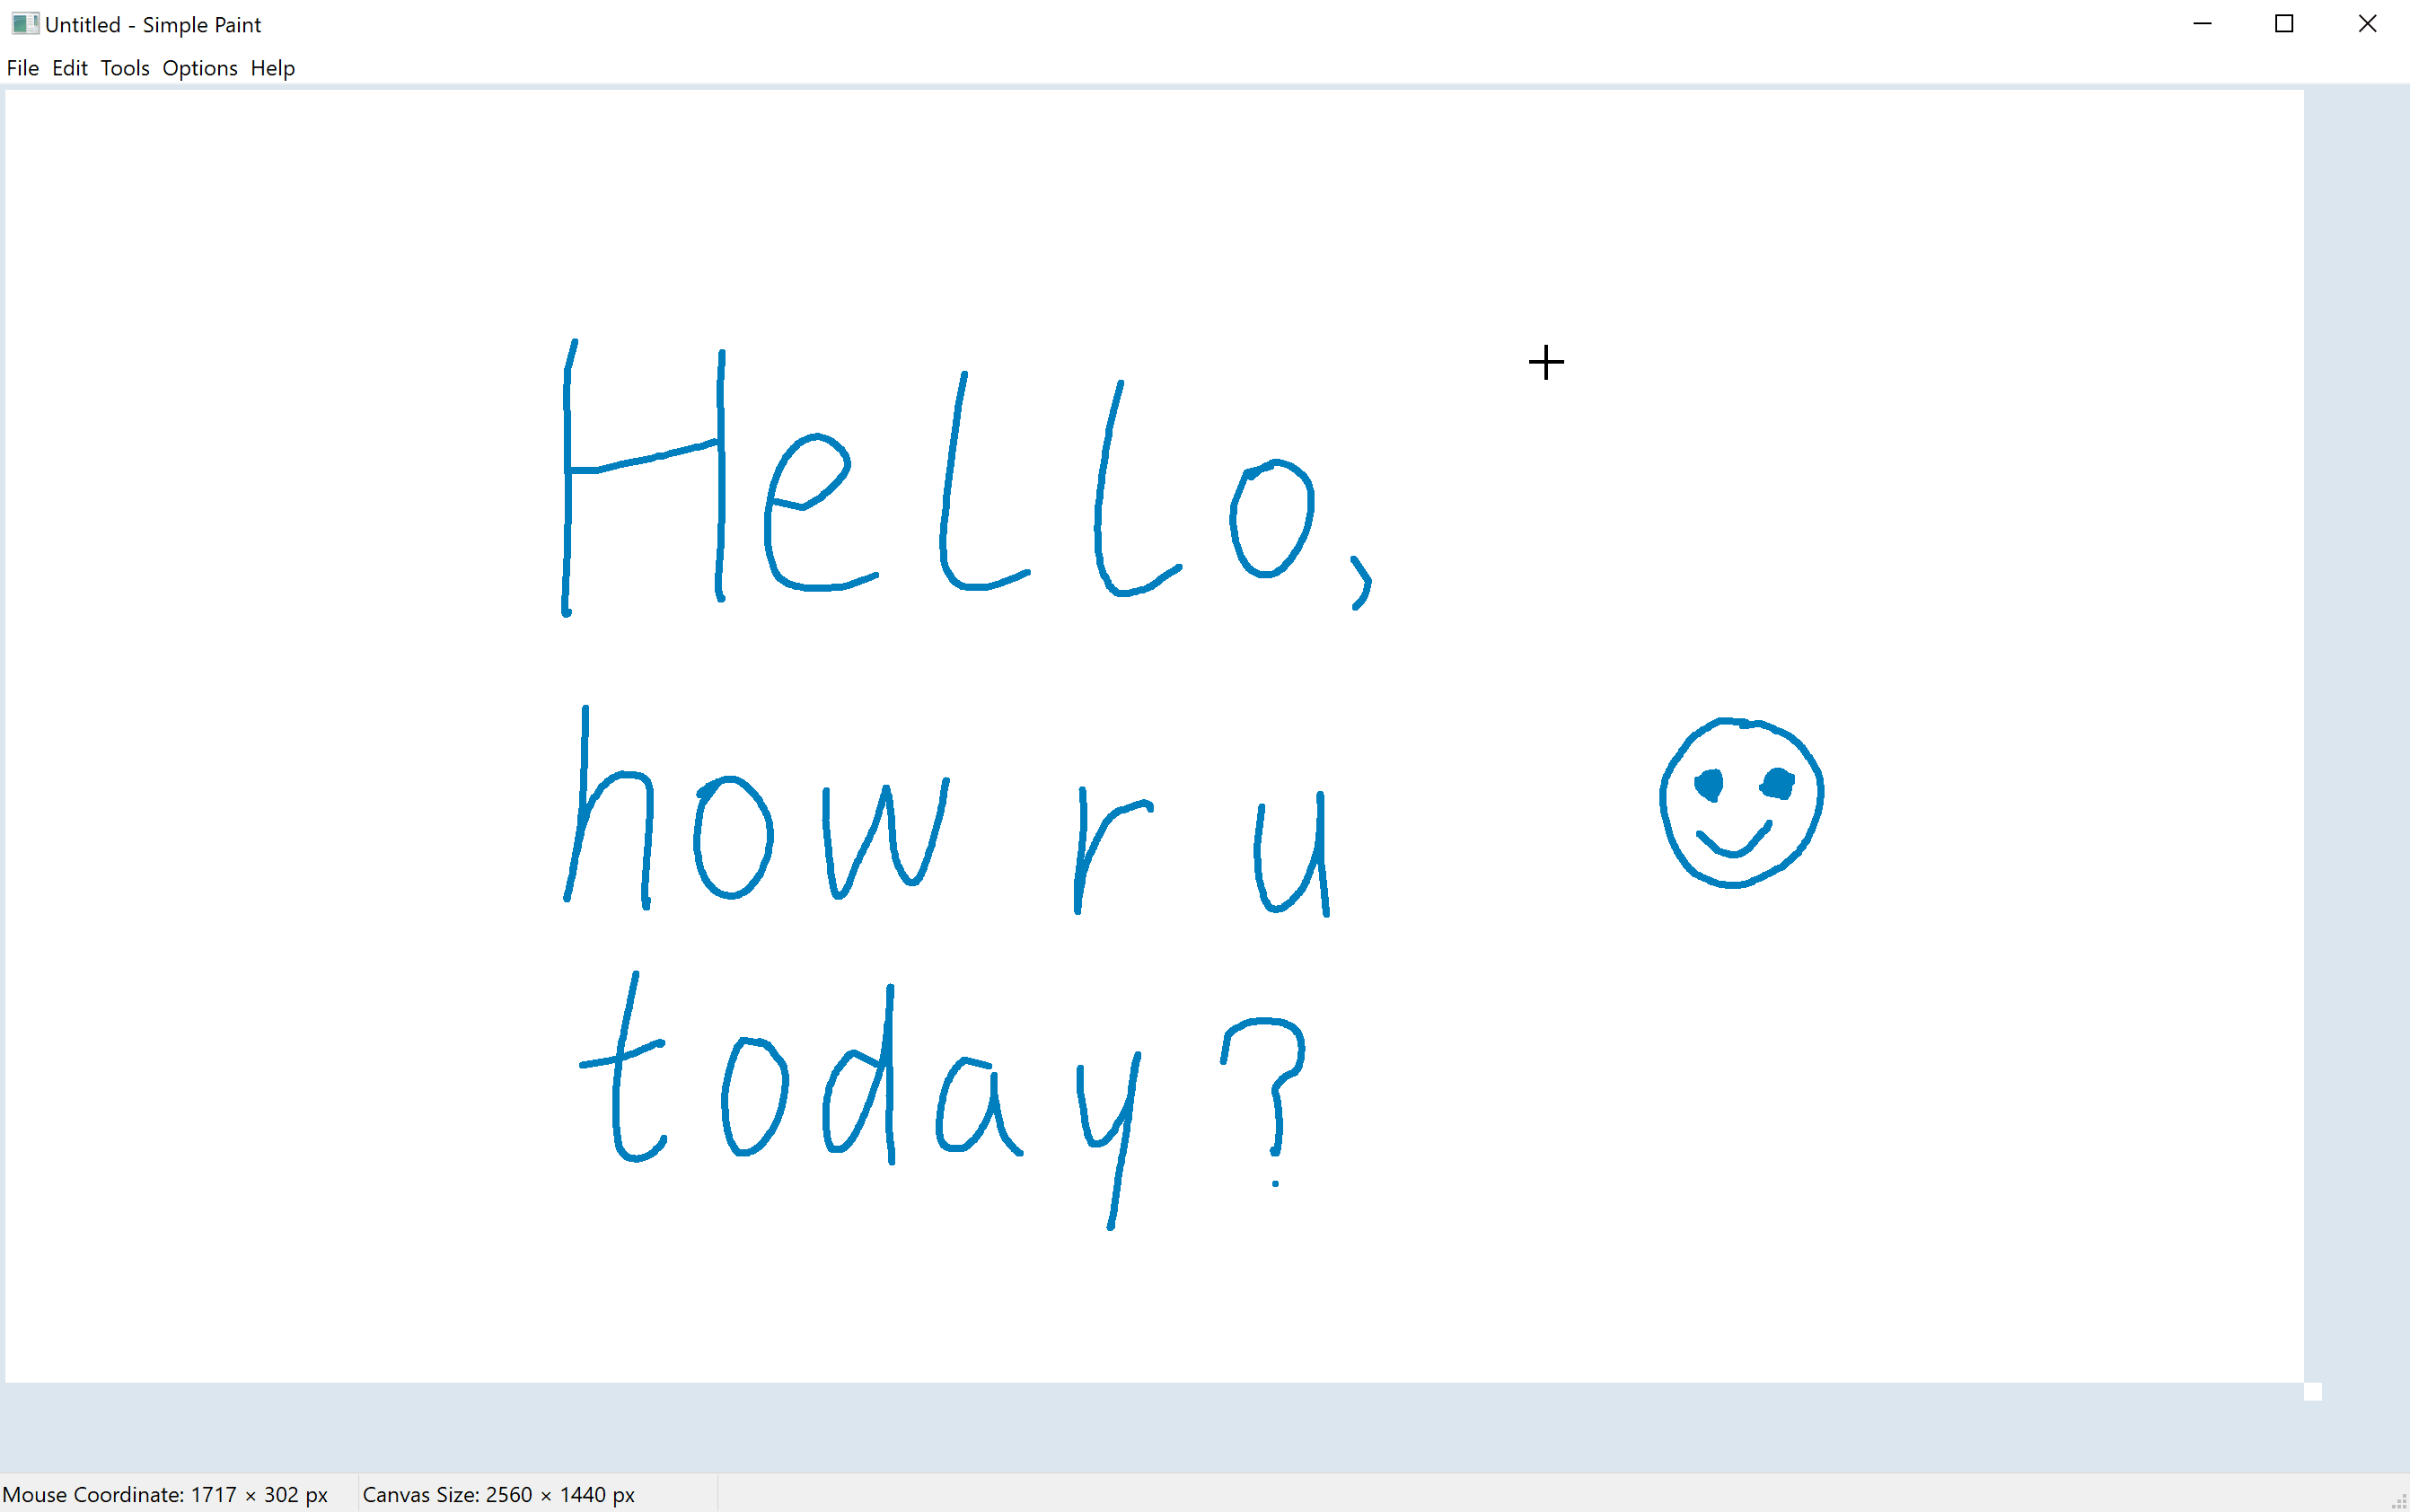 Untitled - Simple Paint
File Edit Tools Options Help
Hello,
how r u
today?
Mouse Coordinate: 1717 × 302 px Canvas Size: 2560 × 1440 px